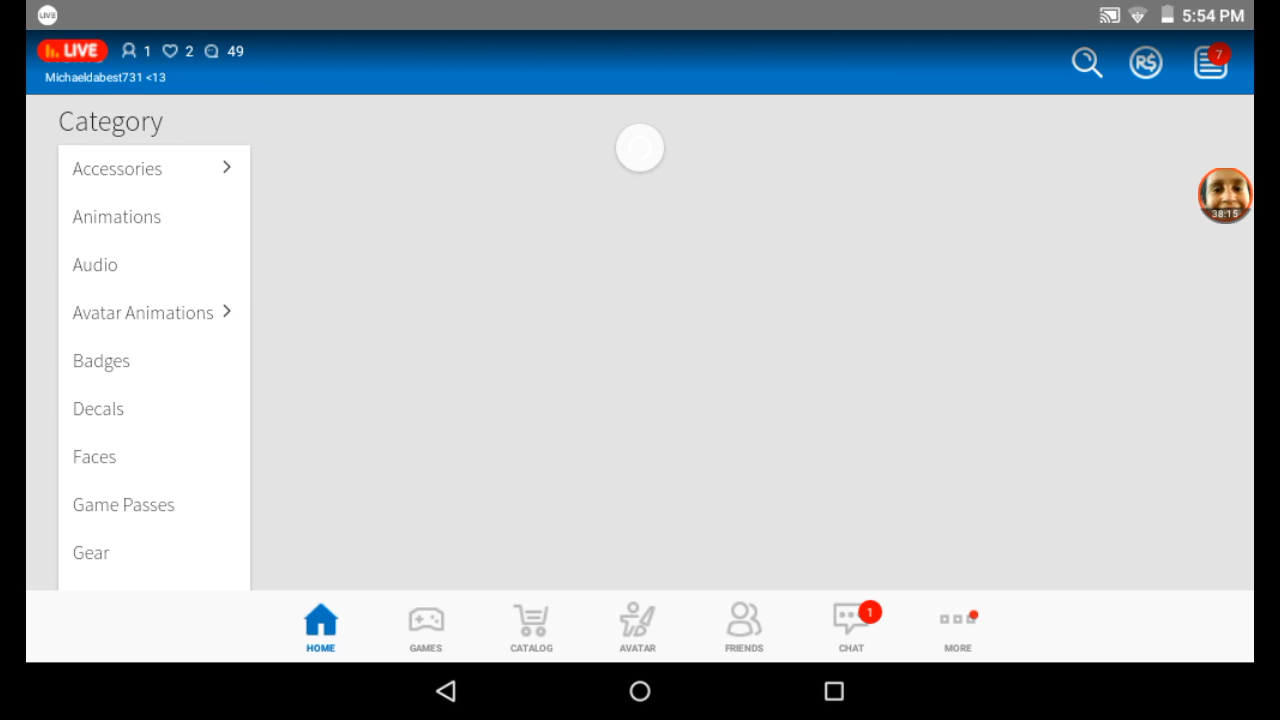 LIVE
5:54 PM
LIVE 1 2 49
Michaeldabest731 <13
R$
7
Category
Accessories
Animations
Audio
Avatar Animations
Badges
Decals
Faces
Game Passes
Gear
38:15
1
HOME
GAMES
CATALOG
AVATAR
FRIENDS
CHAT
MORE